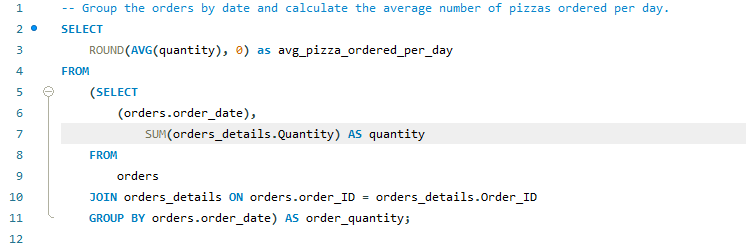 1 -- Group the orders by date and calculate the average number of pizzas ordered per day.
2 SELECT
3 ROUND(AVG(quantity), 0) as avg_pizza_ordered_per_day
4 FROM
5 (SELECT
6 (orders.order_date),
7 SUM(orders_details.Quantity) AS quantity
8 FROM
9 orders
10 JOIN orders_details ON orders.order_ID = orders_details.Order_ID
11 GROUP BY orders.order_date) AS order_quantity;
12